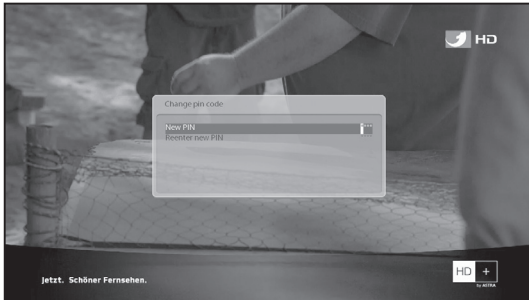 HD
Change pin code
New PIN
Reenter new PIN
Jetzt. Schöner Fernsehen.
HD +
by ASTRA